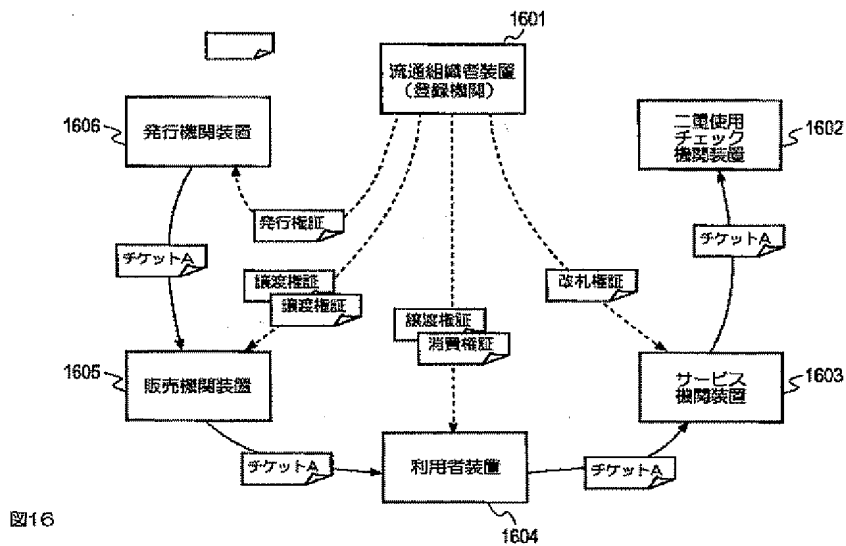 1601
流通組織者装置
(登録機関)
1606
発行機関装置
二重使用
チェック
機関装置
1602
発行権証
チケットA
チケットA
譲渡権証
譲渡権証
改札権証
譲渡権証
消費権証
1605
販売機関装置
サービス
機関装置
1603
チケットA
利用者装置
チケットA
1604
図16